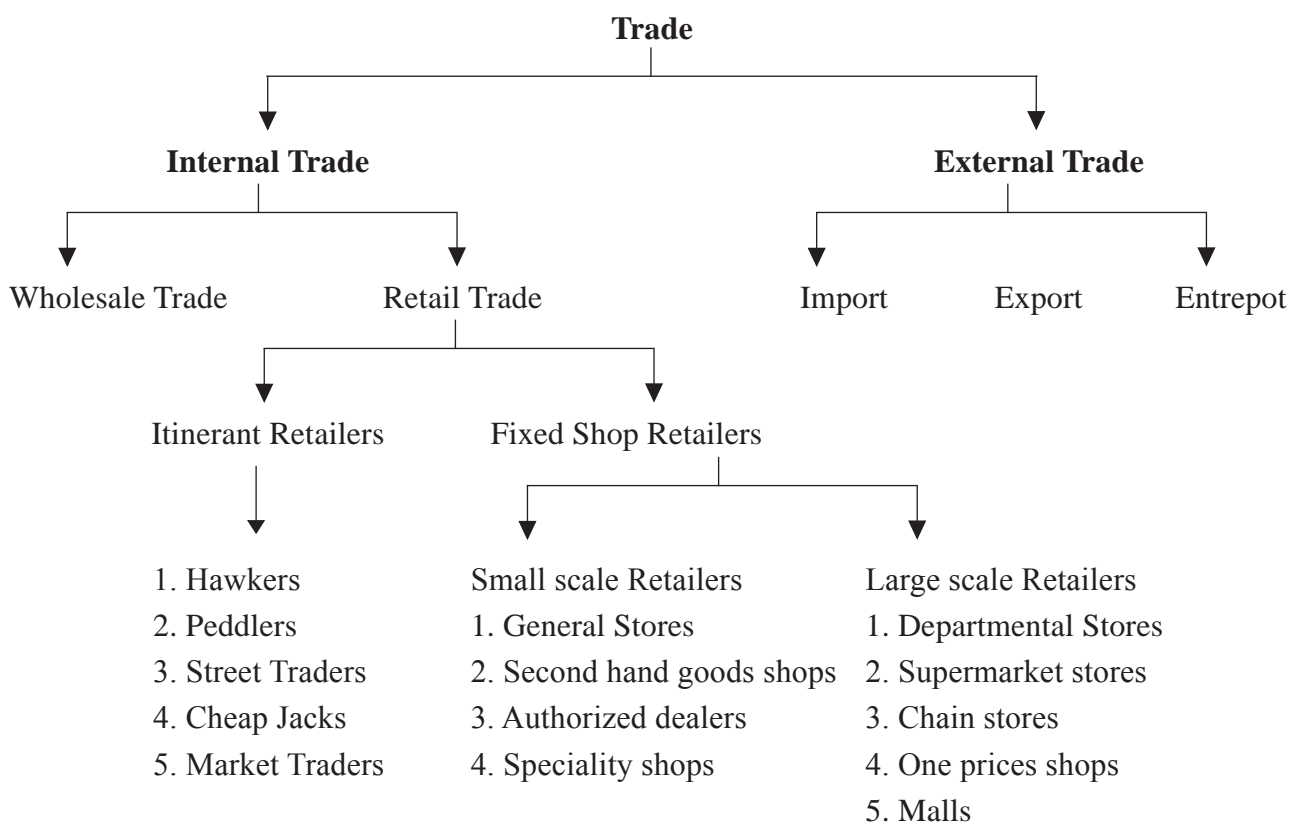 Trade
Internal Trade
External Trade
Wholesale Trade
Retail Trade
Import
Export
Entrepot
Itinerant Retailers
Fixed Shop Retailers
1. Hawkers
2. Peddlers
3. Street Traders
4. Cheap Jacks
5. Market Traders
Small scale Retailers
1. General Stores
2. Second hand goods shops
3. Authorized dealers
4. Speciality shops
Large scale Retailers
1. Departmental Stores
2. Supermarket stores
3. Chain stores
4. One prices shops
5. Malls